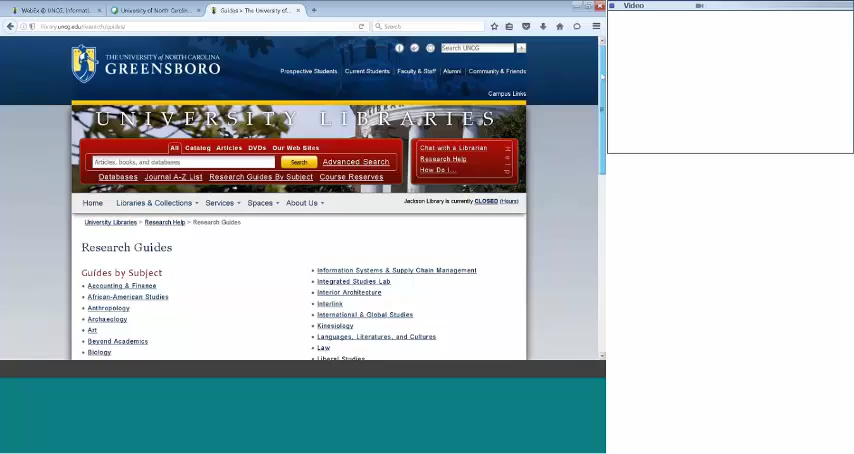 WebEx @ UNCG, Informati...
University of North Carolin...
Guides > The University of...
Video
library.uncg.edu/research/guides/
Search
THE UNIVERSITY of NORTH CAROLINA
GREENSBORO
Search UNCG
Prospective Students Current Students Faculty & Staff Alumni Community & Friends
Campus Links
UNIVERSITY LIBRARIES
All Catalog Articles DVDs Our Web Sites
Articles, books, and databases
Search
Advanced Search
Databases Journal A-Z List Research Guides By Subject Course Reserves
Chat with a Librarian
Research Help
How Do I...
Help
Home Libraries & Collections Services Spaces About Us
Jackson Library is currently CLOSED (Hours)
University Libraries > Research Help > Research Guides
Research Guides
Guides by Subject
Accounting & Finance
African-American Studies
Anthropology
Archaeology
Art
Beyond Academics
Biology
Information Systems & Supply Chain Management
Integrated Studies Lab
Interior Architecture
Interlink
International & Global Studies
Kinesiology
Languages, Literatures, and Cultures
Law
Liberal Studies